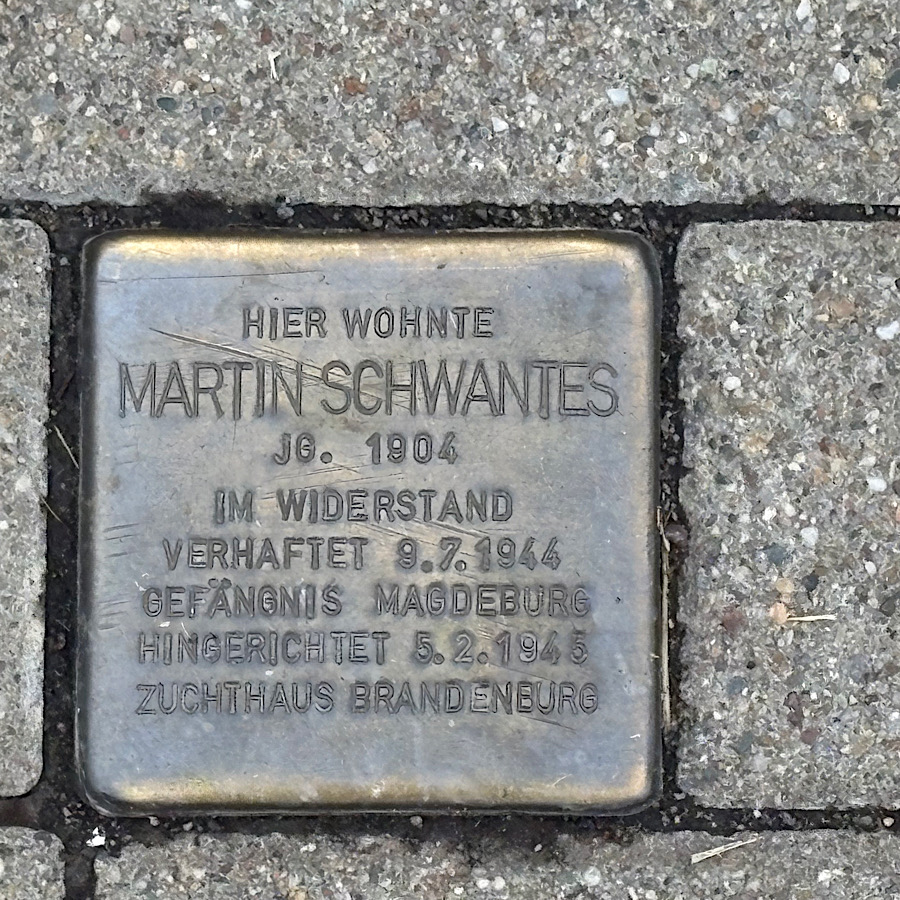 HIER WOHNTE
MARTIN SCHWANTES
JG. 1904
IM WIDERSTAND
VERHAFTET 9.7.1944
GEFÄNGNIS MAGDEBURG
HINGERICHTET 5.2.1945
ZUCHTHAUS BRANDENBURG